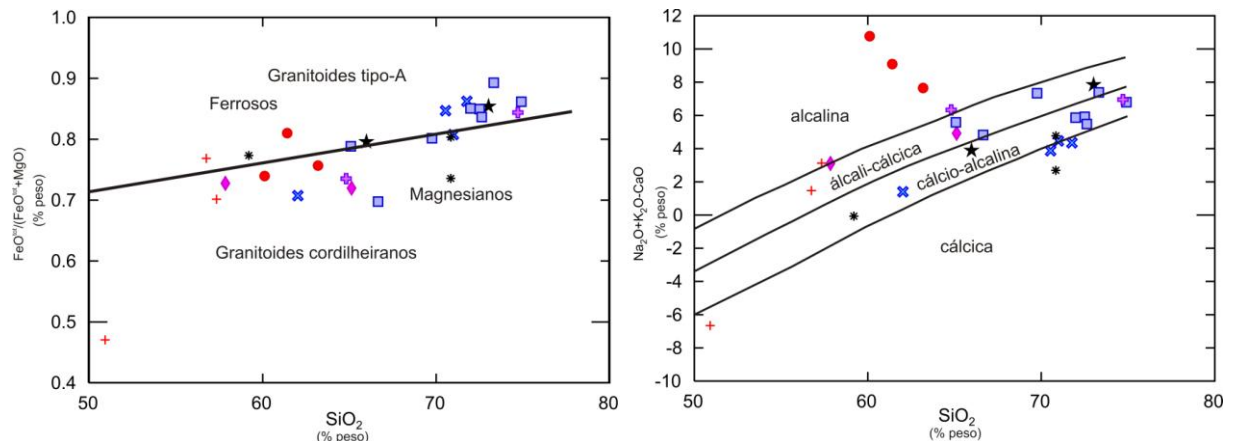 1.0
0.9
0.8
0.7
0.6
0.5
0.4
FeOtot/(FeOtot+MgO)
(% peso)
Granitoides tipo-A
Ferrosos
Magnesianos
Granitoides cordilheiranos
50
60
70
80
SiO2
(% peso)
12
10
8
6
4
2
0
-2
-4
-6
-8
-10
Na2O+K2O-CaO
(% peso)
alcalina
álcali-cálcica
cálcio-alcalina
cálcica
50
60
70
80
SiO2
(% peso)